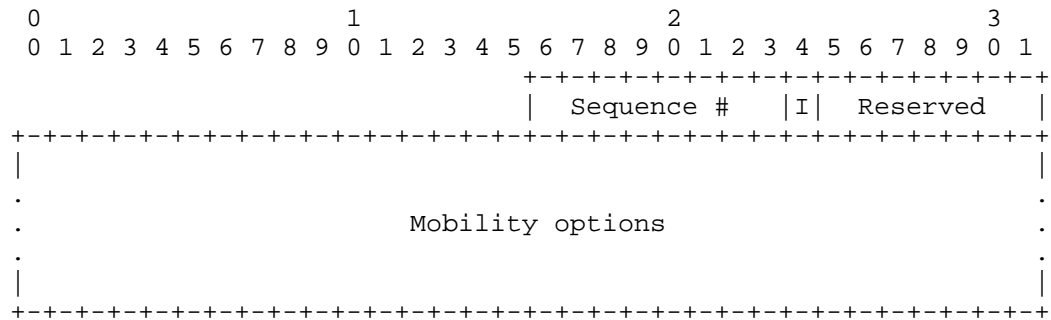 0                   1                   2                   3
 0 1 2 3 4 5 6 7 8 9 0 1 2 3 4 5 6 7 8 9 0 1 2 3 4 5 6 7 8 9 0 1
                                +-+-+-+-+-+-+-+-+-+-+-+-+-+-+-+-+
                                |  Sequence #   |I|  Reserved   |
+-+-+-+-+-+-+-+-+-+-+-+-+-+-+-+-+-+-+-+-+-+-+-+-+-+-+-+-+-+-+-+-+
|                                                               |
.                                                               .
.                        Mobility options                       .
.                                                               .
|                                                               |
+-+-+-+-+-+-+-+-+-+-+-+-+-+-+-+-+-+-+-+-+-+-+-+-+-+-+-+-+-+-+-+-+